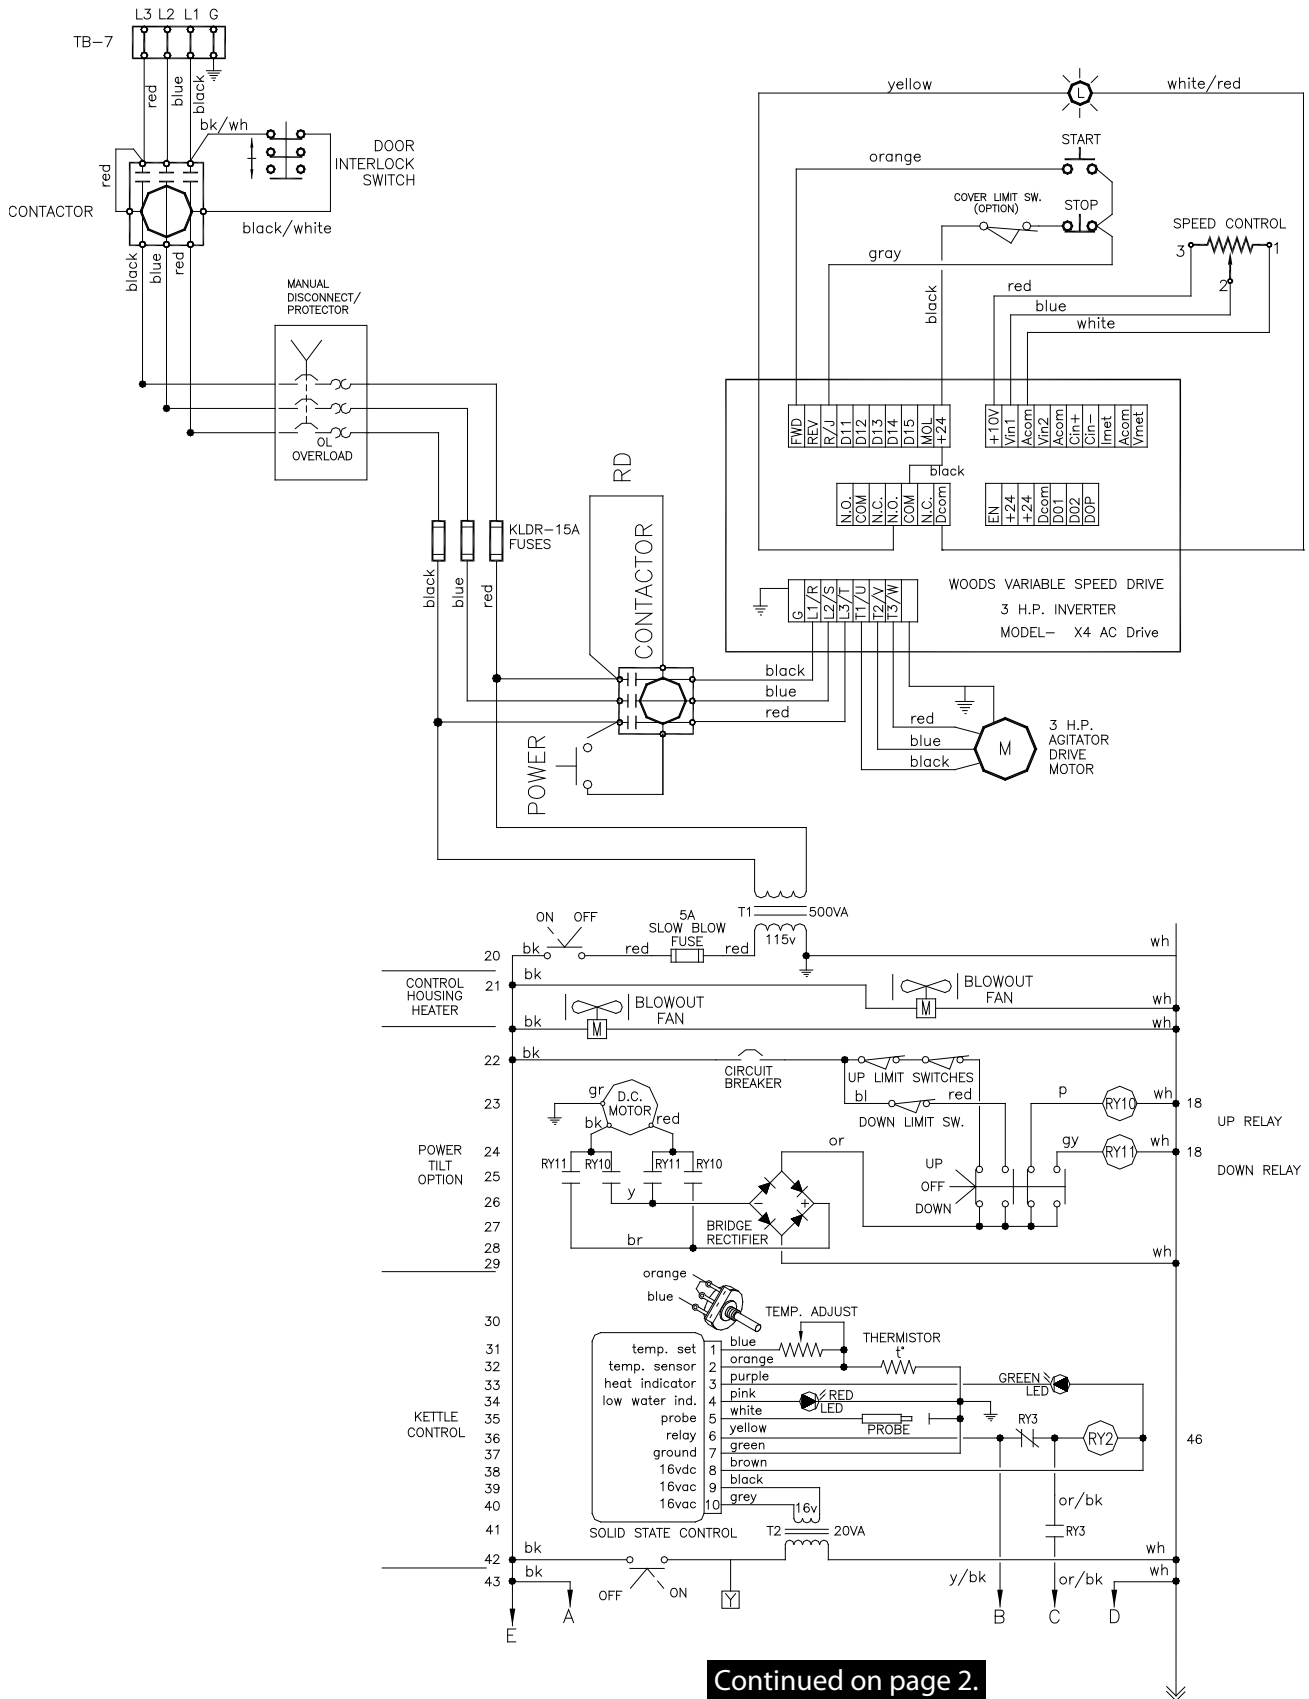 L3 L2 L1 G
TB-7
red
blue
black
bk/wh
DOOR
INTERLOCK
SWITCH
red
CONTACTOR
black/white
black
blue
red
MANUAL
DISCONNECT/
PROTECTOR
OL
OVERLOAD
yellow
L
white/red
START
orange
COVER LIMIT SW.
(OPTION)
STOP
SPEED CONTROL
3
1
2
gray
black
red
blue
white
FWD
REV
R/J
D11
D12
D13
D14
D15
MOL
+24
+10V
Vin1
Acom
Vin2
Acom
Cin+
Cin-
Imet
Acom
Vmet
black
N.O.
COM
N.C.
N.O.
COM
N.C.
Dcom
EN
+24
+24
Dcom
D01
D02
DOP
RD
CONTACTOR
KLDR-15A
FUSES
black
blue
red
G
L1/R
L2/S
L3/T
T1/U
T2/V
T3/W
WOODS VARIABLE SPEED DRIVE
3 H.P. INVERTER
MODEL- X4 AC Drive
black
blue
red
POWER
red
blue
black
M
3 H.P.
AGITATOR
DRIVE
MOTOR
T1
500VA
115v
ON OFF
5A
SLOW BLOW
FUSE
20
bk
red
red
wh
CONTROL
HOUSING
HEATER
21
bk
BLOWOUT
FAN
M
wh
BLOWOUT
FAN
bk
M
wh
22
bk
CIRCUIT
BREAKER
UP LIMIT SWITCHES
23
gr
D.C.
MOTOR
bk
red
bl
red
DOWN LIMIT SW.
p
RY10
wh
18
UP RELAY
POWER
TILT
OPTION
24
RY11
RY10
RY11
RY10
or
gy
RY11
wh
18
DOWN RELAY
25
UP
OFF
DOWN
26
y
-
+
27
BRIDGE
RECTIFIER
28
br
29
wh
orange
blue
30
TEMP. ADJUST
THERMISTOR
t°
31
temp. set 1 blue
32
temp. sensor 2 orange
33
heat indicator 3 purple
GREEN
LED
34
low water ind. 4 pink
RED
LED
KETTLE
CONTROL
35
probe 5 white
PROBE
36
relay 6 yellow
RY3
RY2
46
37
ground 7 green
38
16vdc 8 brown
39
16vac 9 black
40
16vac 10 grey
16v
or/bk
41
SOLID STATE CONTROL
T2
20VA
RY3
42
bk
wh
43
bk
OFF
ON
Y
y/bk
or/bk
wh
A
B
C
D
E
Continued on page 2.